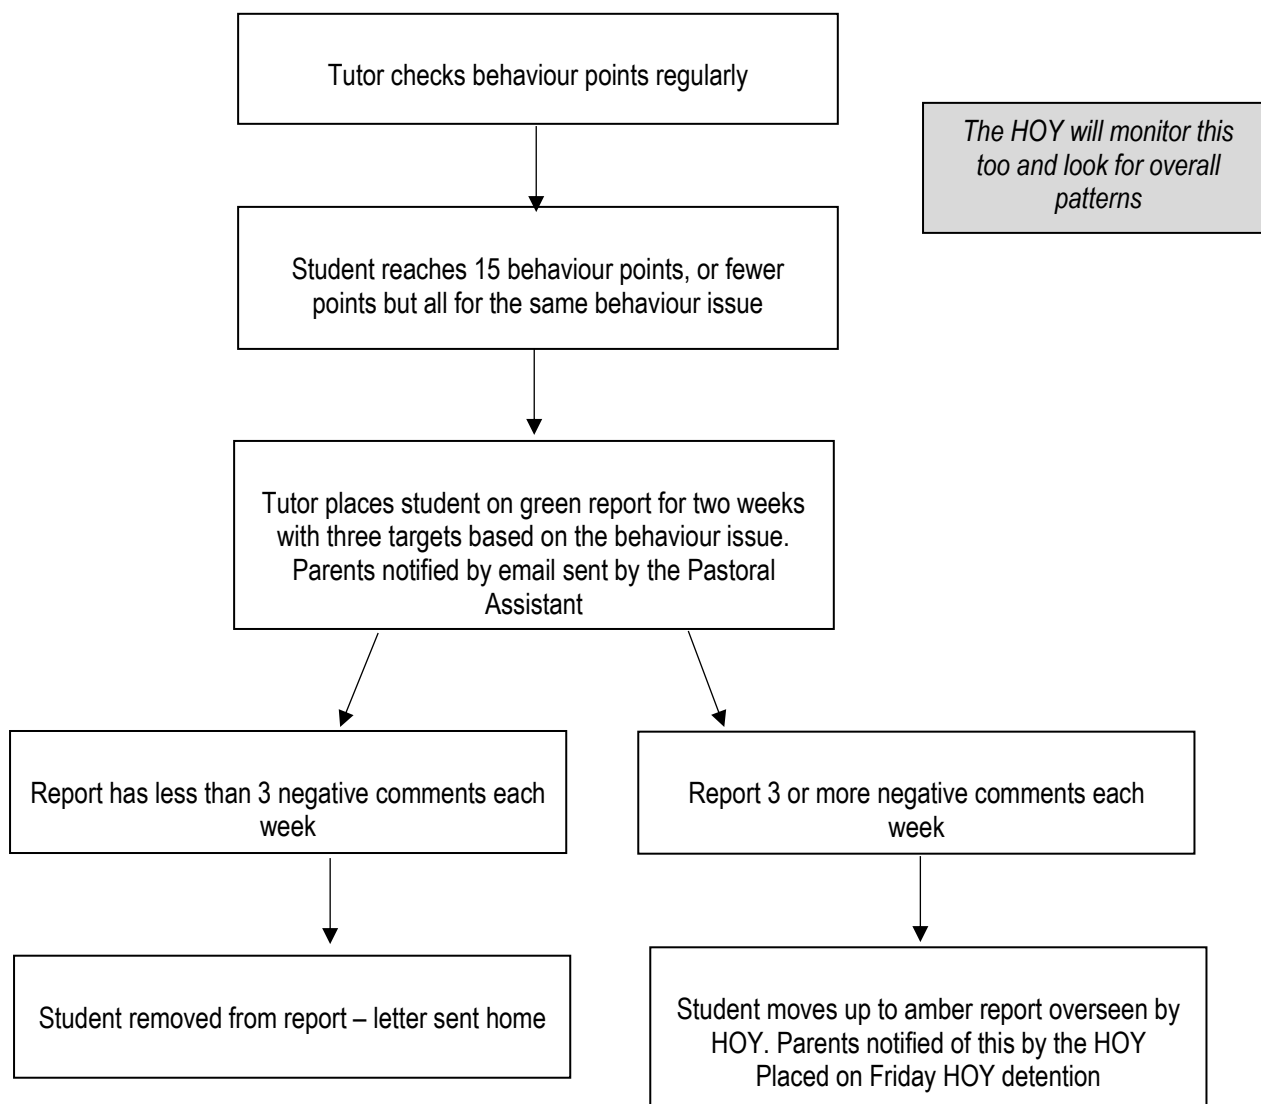 Tutor checks behaviour points regularly
The HOY will monitor this
too and look for overall
patterns
Student reaches 15 behaviour points, or fewer
points but all for the same behaviour issue
Tutor places student on green report for two weeks
with three targets based on the behaviour issue.
Parents notified by email sent by the Pastoral
Assistant
Report has less than 3 negative comments each
week
Report 3 or more negative comments each
week
Student removed from report – letter sent home
Student moves up to amber report overseen by
HOY. Parents notified of this by the HOY
Placed on Friday HOY detention